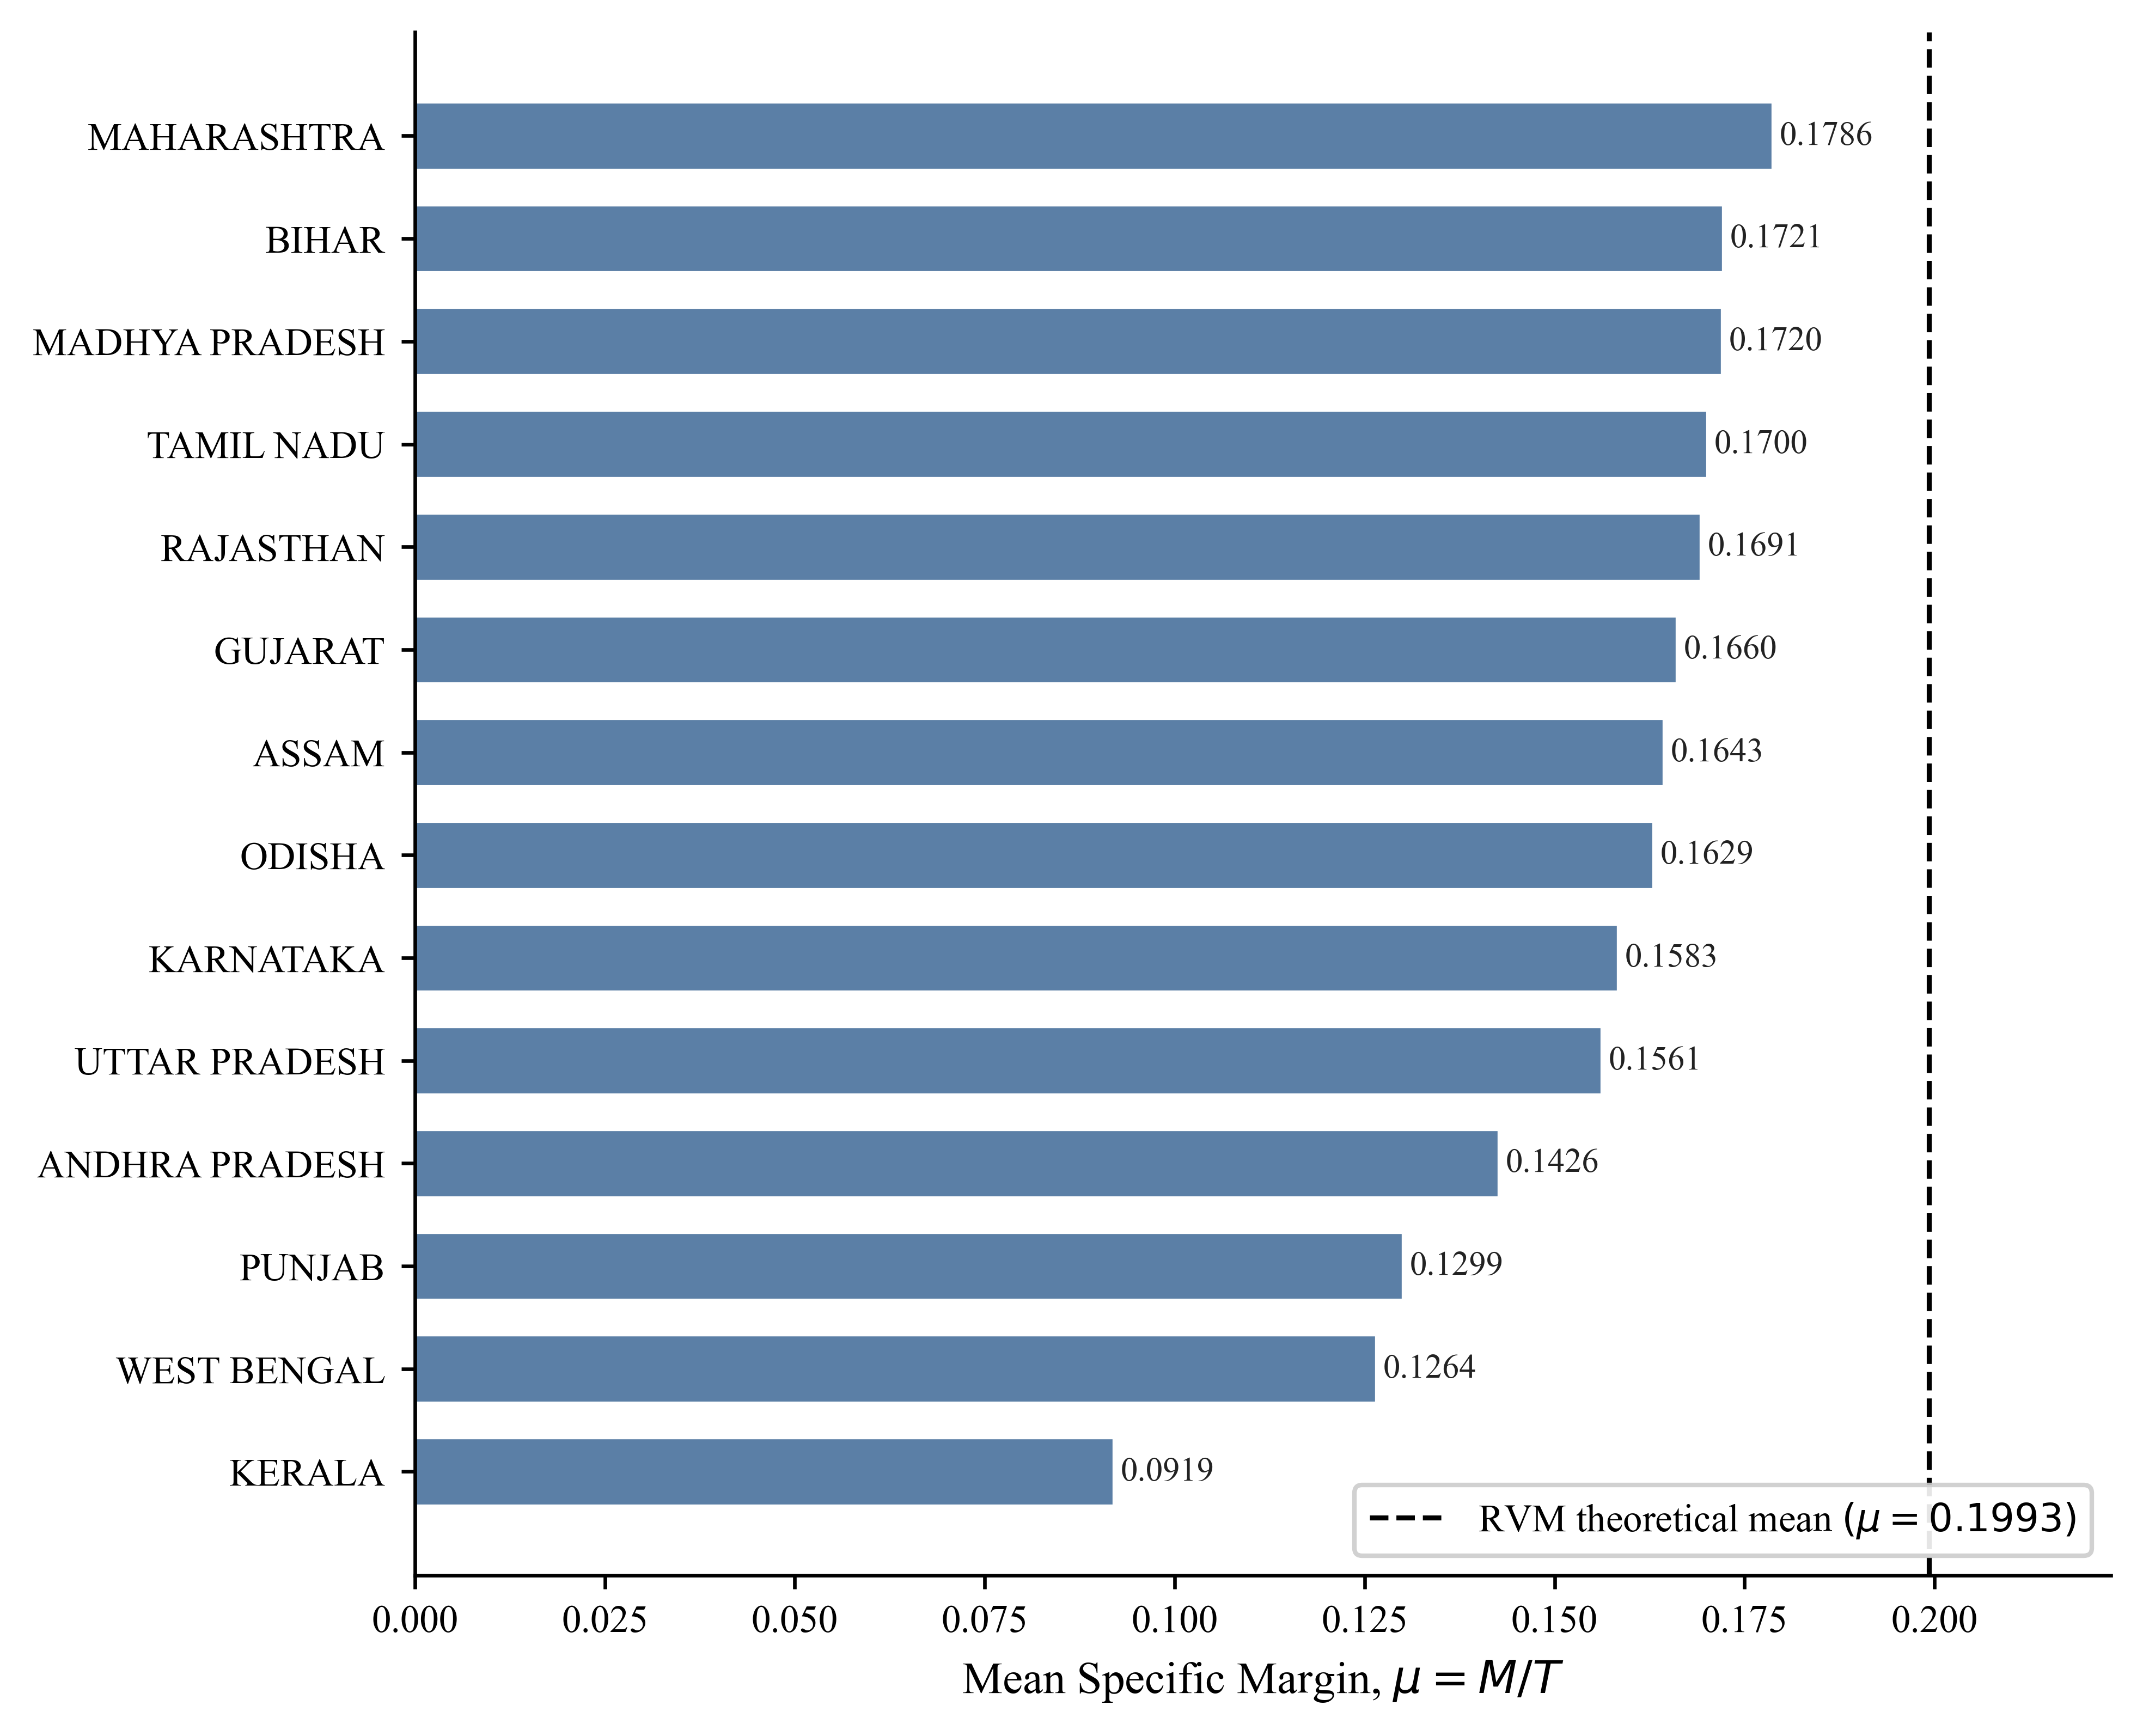 MAHARASHTRA 0.1786
BIHAR 0.1721
MADHYA PRADESH 0.1720
TAMIL NADU 0.1700
RAJASTHAN 0.1691
GUJARAT 0.1660
ASSAM 0.1643
ODISHA 0.1629
KARNATAKA 0.1583
UTTAR PRADESH 0.1561
ANDHRA PRADESH 0.1426
PUNJAB 0.1299
WEST BENGAL 0.1264
KERALA 0.0919
RVM theoretical mean (μ = 0.1993)
0.000 0.025 0.050 0.075 0.100 0.125 0.150 0.175 0.200
Mean Specific Margin, μ = M/T